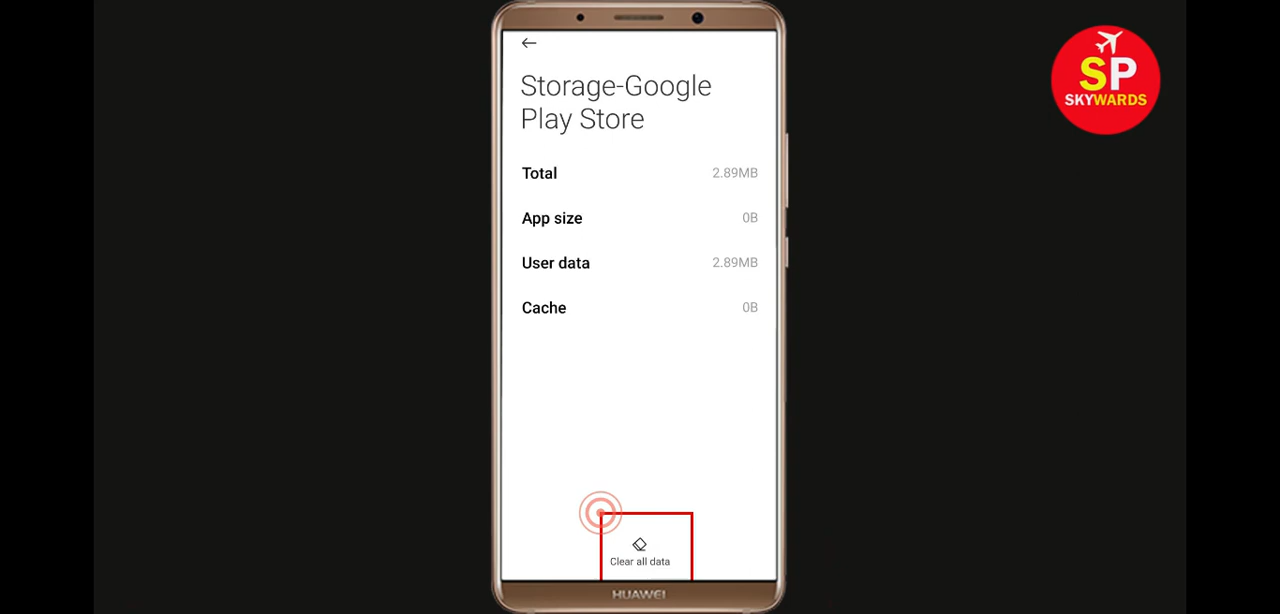 Storage-Google
Play Store
Total 2.89MB
App size 0B
User data 2.89MB
Cache 0B
Clear all data
HUAWEI
SP
SKYWARDS